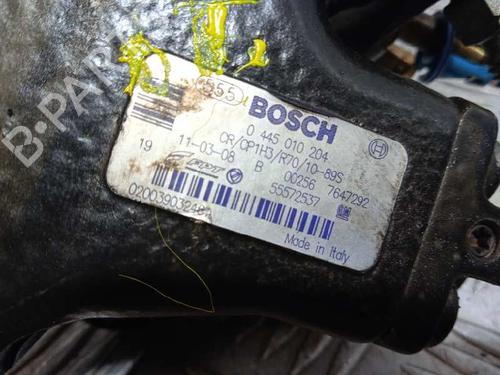 555
BOSCH
0 445 010 204
CR/CP1H3/R70/10-89S
19 11-03-08 B 00256 7647292
55572537
Made in Italy
B-PARTS